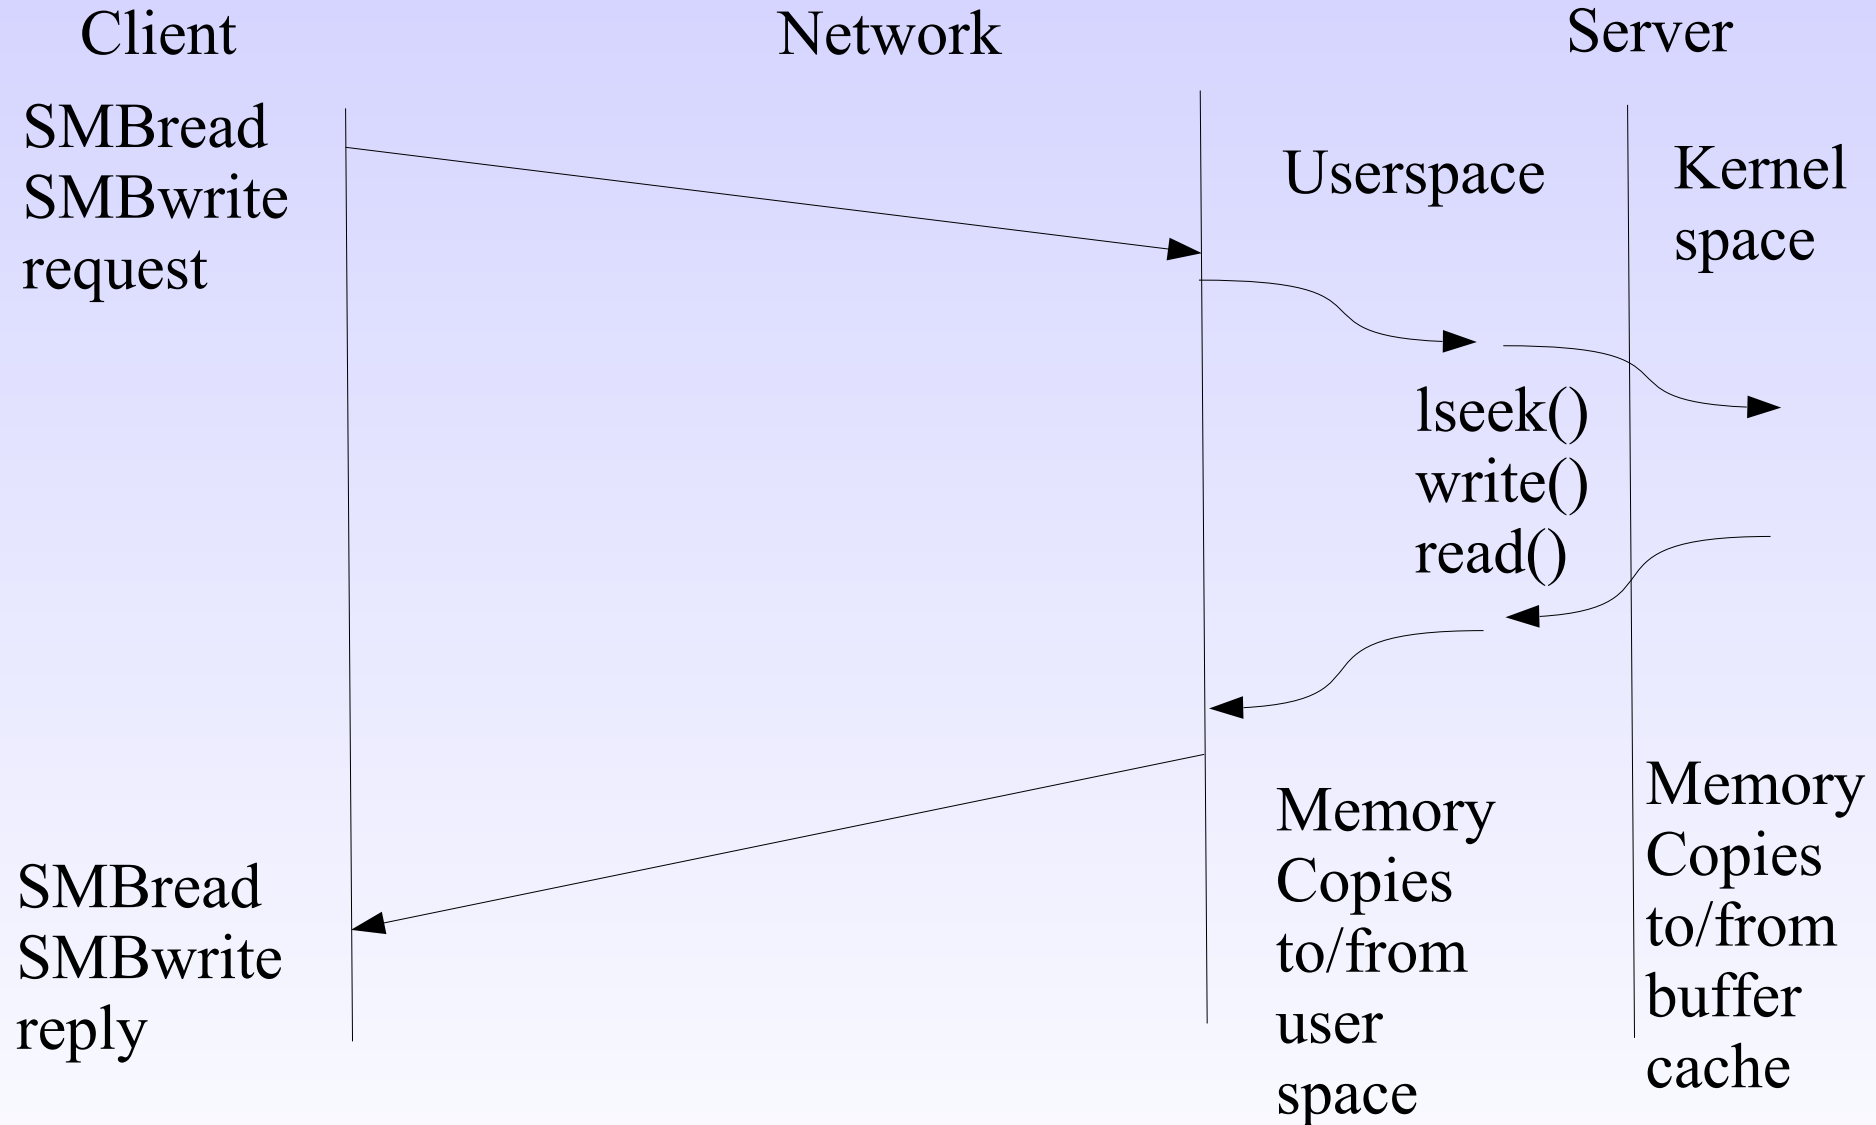 Client
Network
Server
SMBread
SMBwrite
request
Userspace
Kernel
space
lseek()
write()
read()
SMBread
SMBwrite
reply
Memory
Copies
to/from
user
space
Memory
Copies
to/from
buffer
cache